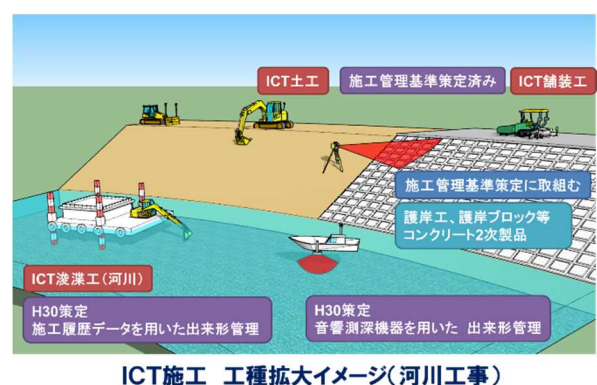 ICT土工
施工管理基準策定済み
ICT舗装工
施工管理基準策定に取組む
護岸工、護岸ブロック等
コンクリート2次製品
ICT浚渫工(河川)
H30策定
施工履歴データを用いた出来形管理
H30策定
音響測深機器を用いた 出来形管理
ICT施工 工種拡大イメージ(河川工事)